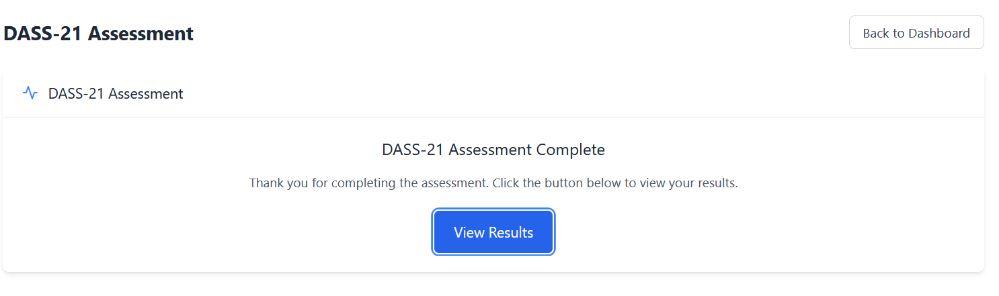 DASS-21 Assessment
Back to Dashboard
DASS-21 Assessment
DASS-21 Assessment Complete
Thank you for completing the assessment. Click the button below to view your results.
View Results